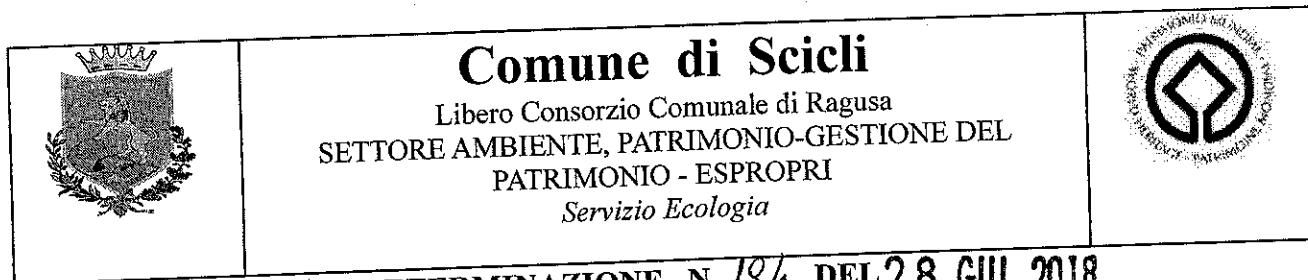 Comune di Scicli
Libero Consorzio Comunale di Ragusa
SETTORE AMBIENTE, PATRIMONIO-GESTIONE DEL
PATRIMONIO - ESPROPRI
Servizio Ecologia
DEL 28 GIU 2018